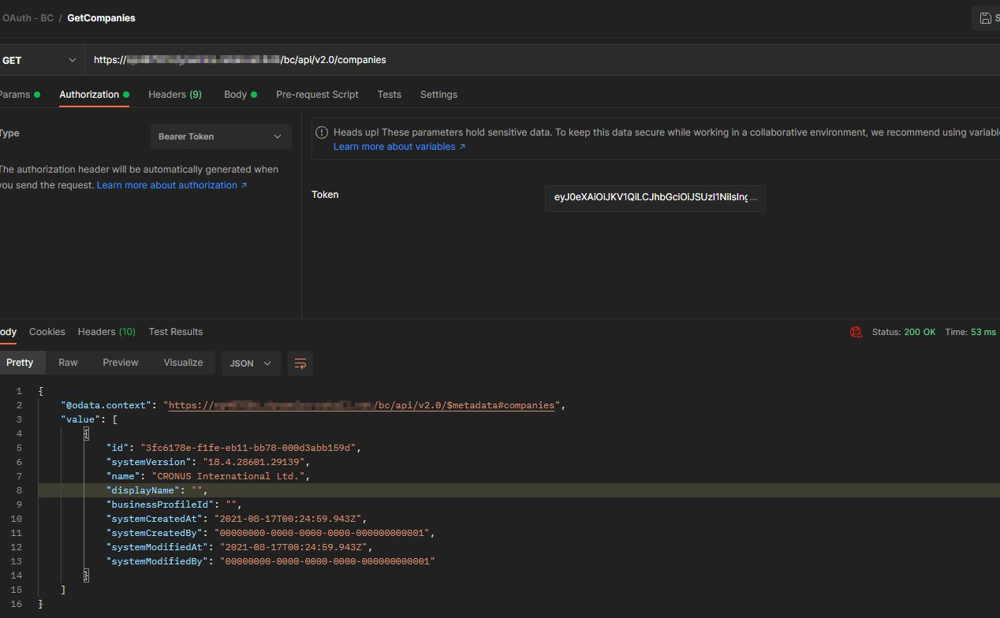 OAuth - BC / GetCompanies
GET https:// /bc/api/v2.0/companies
Params Authorization Headers (9) Body Pre-request Script Tests Settings
Type Bearer Token
The authorization header will be automatically generated when
you send the request. Learn more about authorization ↗
Heads up! These parameters hold sensitive data. To keep this data secure while working in a collaborative environment, we recommend using variabl
Learn more about variables ↗
Token eyJ0eXAiOiJKV1QiLCJhbGciOiJSUzI1NiIsIng...
ody Cookies Headers (10) Test Results Status: 200 OK Time: 53 ms
Pretty Raw Preview Visualize JSON
1 {
2 "@odata.context": "https:// /bc/api/v2.0/$metadata#companies",
3 "value": [
4 {
5 "id": "3fc6178e-f1fe-eb11-bb78-000d3abb159d",
6 "systemVersion": "18.4.28601.29139",
7 "name": "CRONUS International Ltd.",
8 "displayName": "",
9 "businessProfileId": "",
10 "systemCreatedAt": "2021-08-17T00:24:59.943Z",
11 "systemCreatedBy": "00000000-0000-0000-0000-000000000001",
12 "systemModifiedAt": "2021-08-17T00:24:59.943Z",
13 "systemModifiedBy": "00000000-0000-0000-0000-000000000001"
14 }
15 ]
16 }